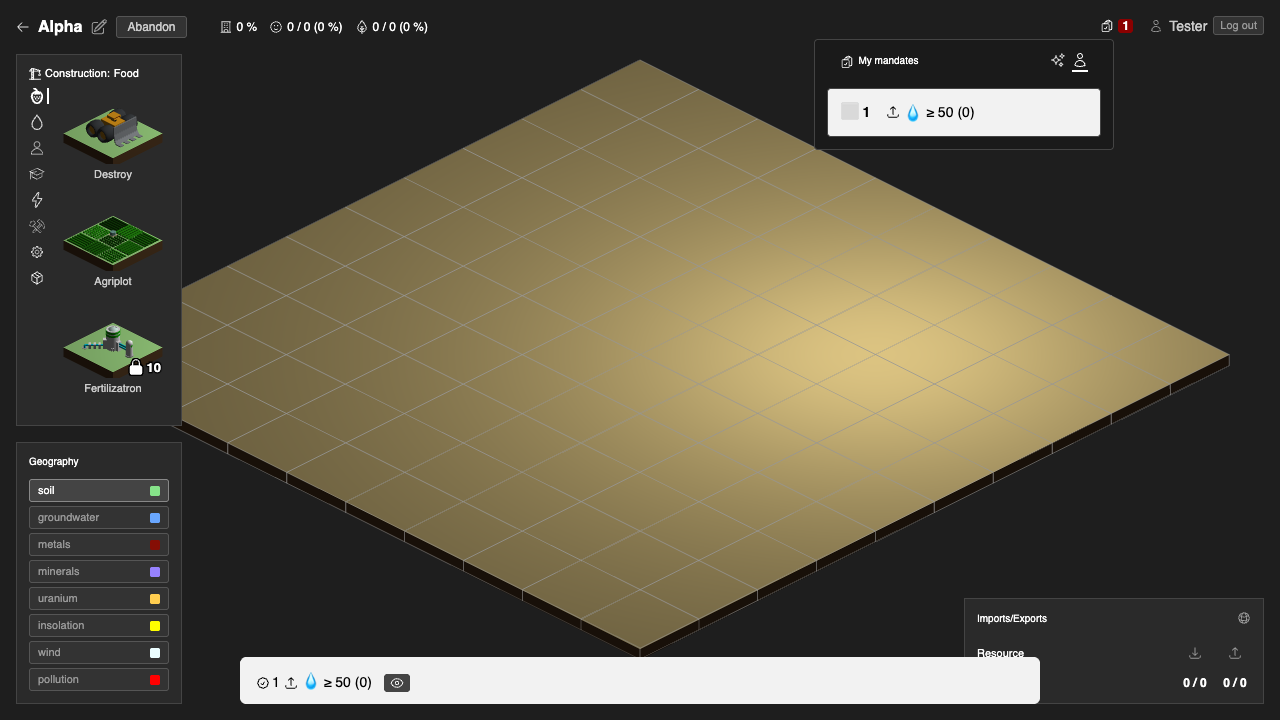 Alpha
Abandon
0 %
0 / 0 (0 %)
0 / 0 (0 %)
1
Tester
Log out
Construction: Food
Destroy
Agriplot
10
Fertilizatron
My mandates
1 ≥ 50 (0)
Geography
soil
groundwater
metals
minerals
uranium
insolation
wind
pollution
Imports/Exports
Resource
0 / 0 0 / 0
1 ≥ 50 (0)